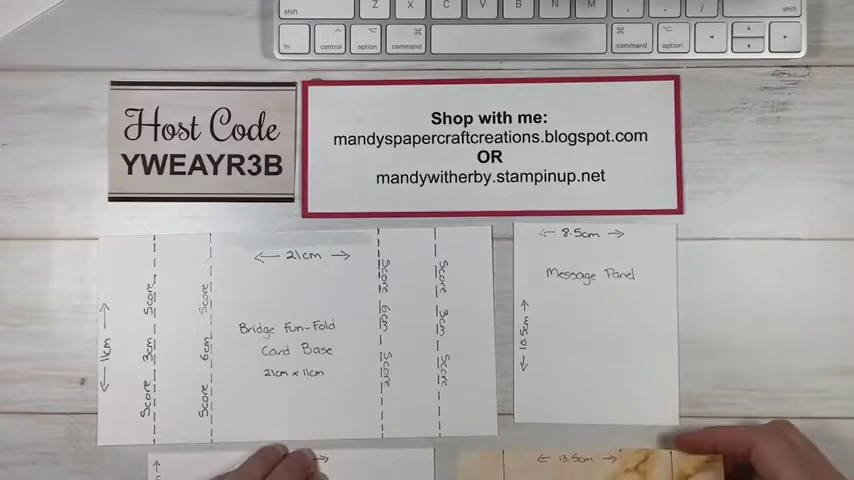 Z X C V B N M , . /
shift
shift
fn
control
option
command
command
option
Host Code
YWEAYR3B
Shop with me:
mandyspapercraftcreations.blogspot.com
OR
mandywitherby.stampinup.net
11cm
Score 3cm Score
Score 6cm Score
21cm
Bridge Fun-Fold
Card Base
21cm x 11cm
Score 6cm Score
Score 3cm Score
8.5cm
Message Panel
10.5cm
13.5cm